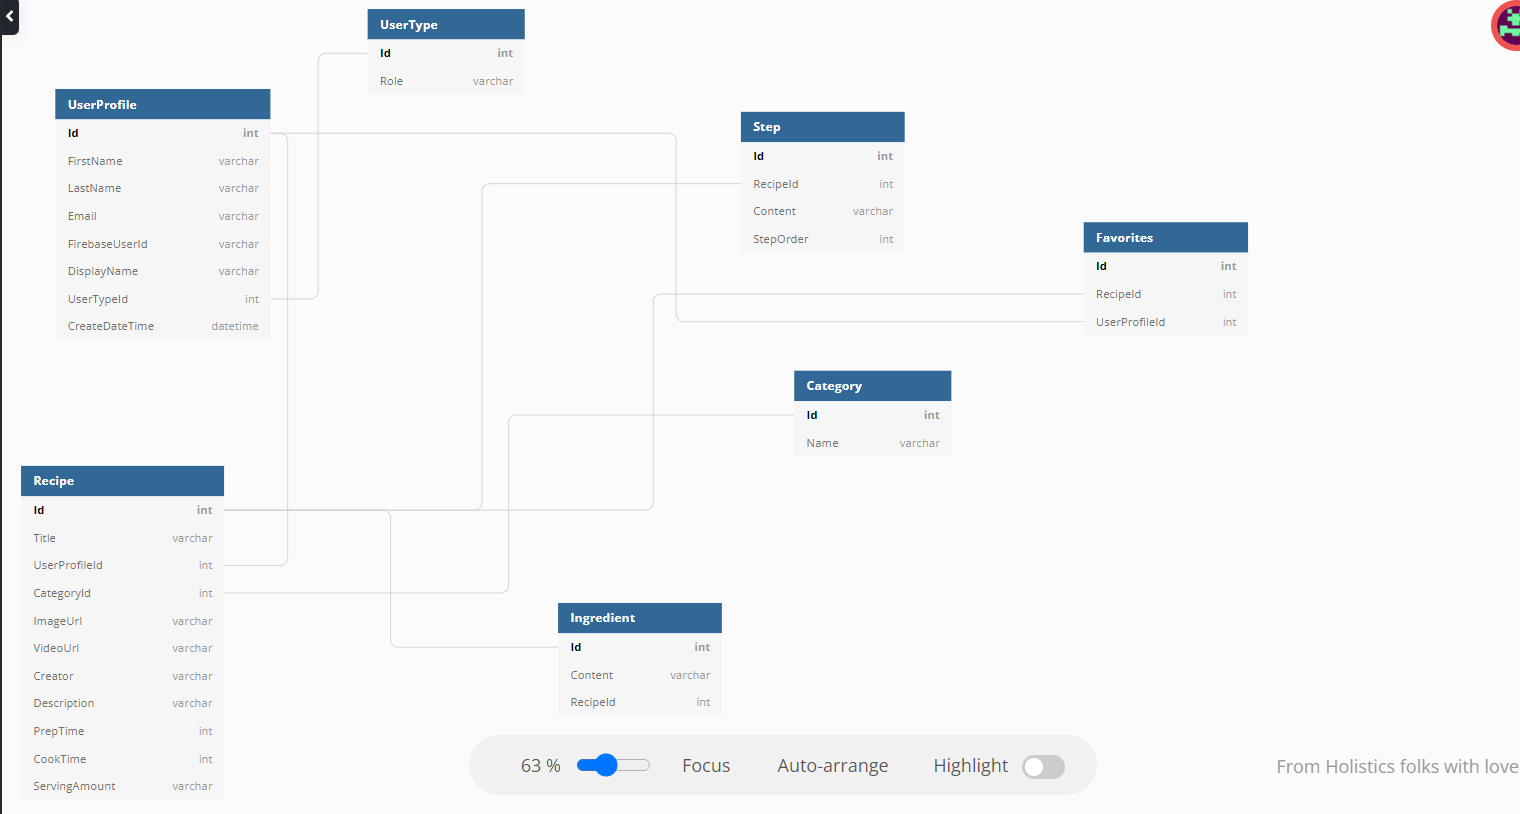 UserType
Id int
Role varchar
UserProfile
Id int
FirstName varchar
LastName varchar
Email varchar
FirebaseUserId varchar
DisplayName varchar
UserTypeId int
CreateDateTime datetime
Step
Id int
RecipeId int
Content varchar
StepOrder int
Favorites
Id int
RecipeId int
UserProfileId int
Category
Id int
Name varchar
Recipe
Id int
Title varchar
UserProfileId int
CategoryId int
ImageUrl varchar
VideoUrl varchar
Creator varchar
Description varchar
PrepTime int
CookTime int
ServingAmount varchar
Ingredient
Id int
Content varchar
RecipeId int
63 % Focus Auto-arrange Highlight
From Holistics folks with love